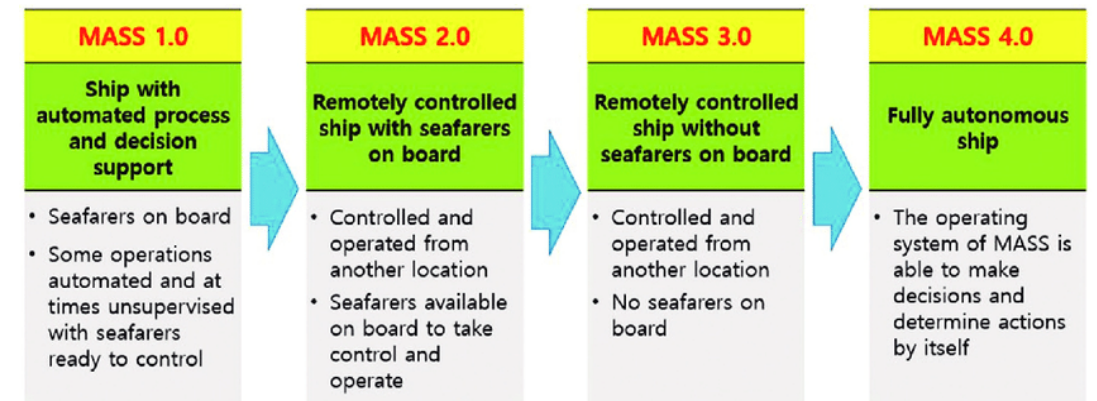 MASS 1.0
Ship with
automated process
and decision
support
• Seafarers on board
• Some operations
automated and at
times unsupervised
with seafarers
ready to control
MASS 2.0
Remotely controlled
ship with seafarers
on board
• Controlled and
operated from
another location
• Seafarers available
on board to take
control and
operate
MASS 3.0
Remotely controlled
ship without
seafarers on board
• Controlled and
operated from
another location
• No seafarers on
board
MASS 4.0
Fully autonomous
ship
• The operating
system of MASS is
able to make
decisions and
determine actions
by itself